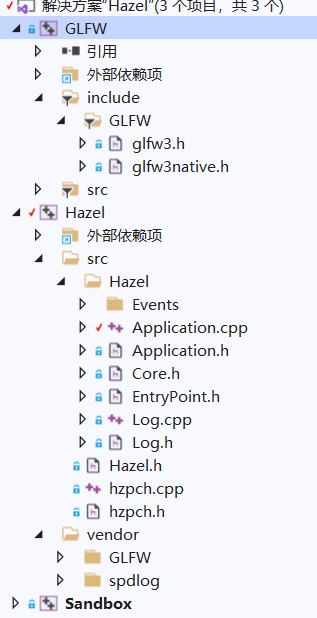 解决方案"Hazel"(3 个项目，共 3 个)
GLFW
引用
外部依赖项
include
GLFW
glfw3.h
glfw3native.h
src
Hazel
外部依赖项
src
Hazel
Events
Application.cpp
Application.h
Core.h
EntryPoint.h
Log.cpp
Log.h
Hazel.h
hzpch.cpp
hzpch.h
vendor
GLFW
spdlog
Sandbox